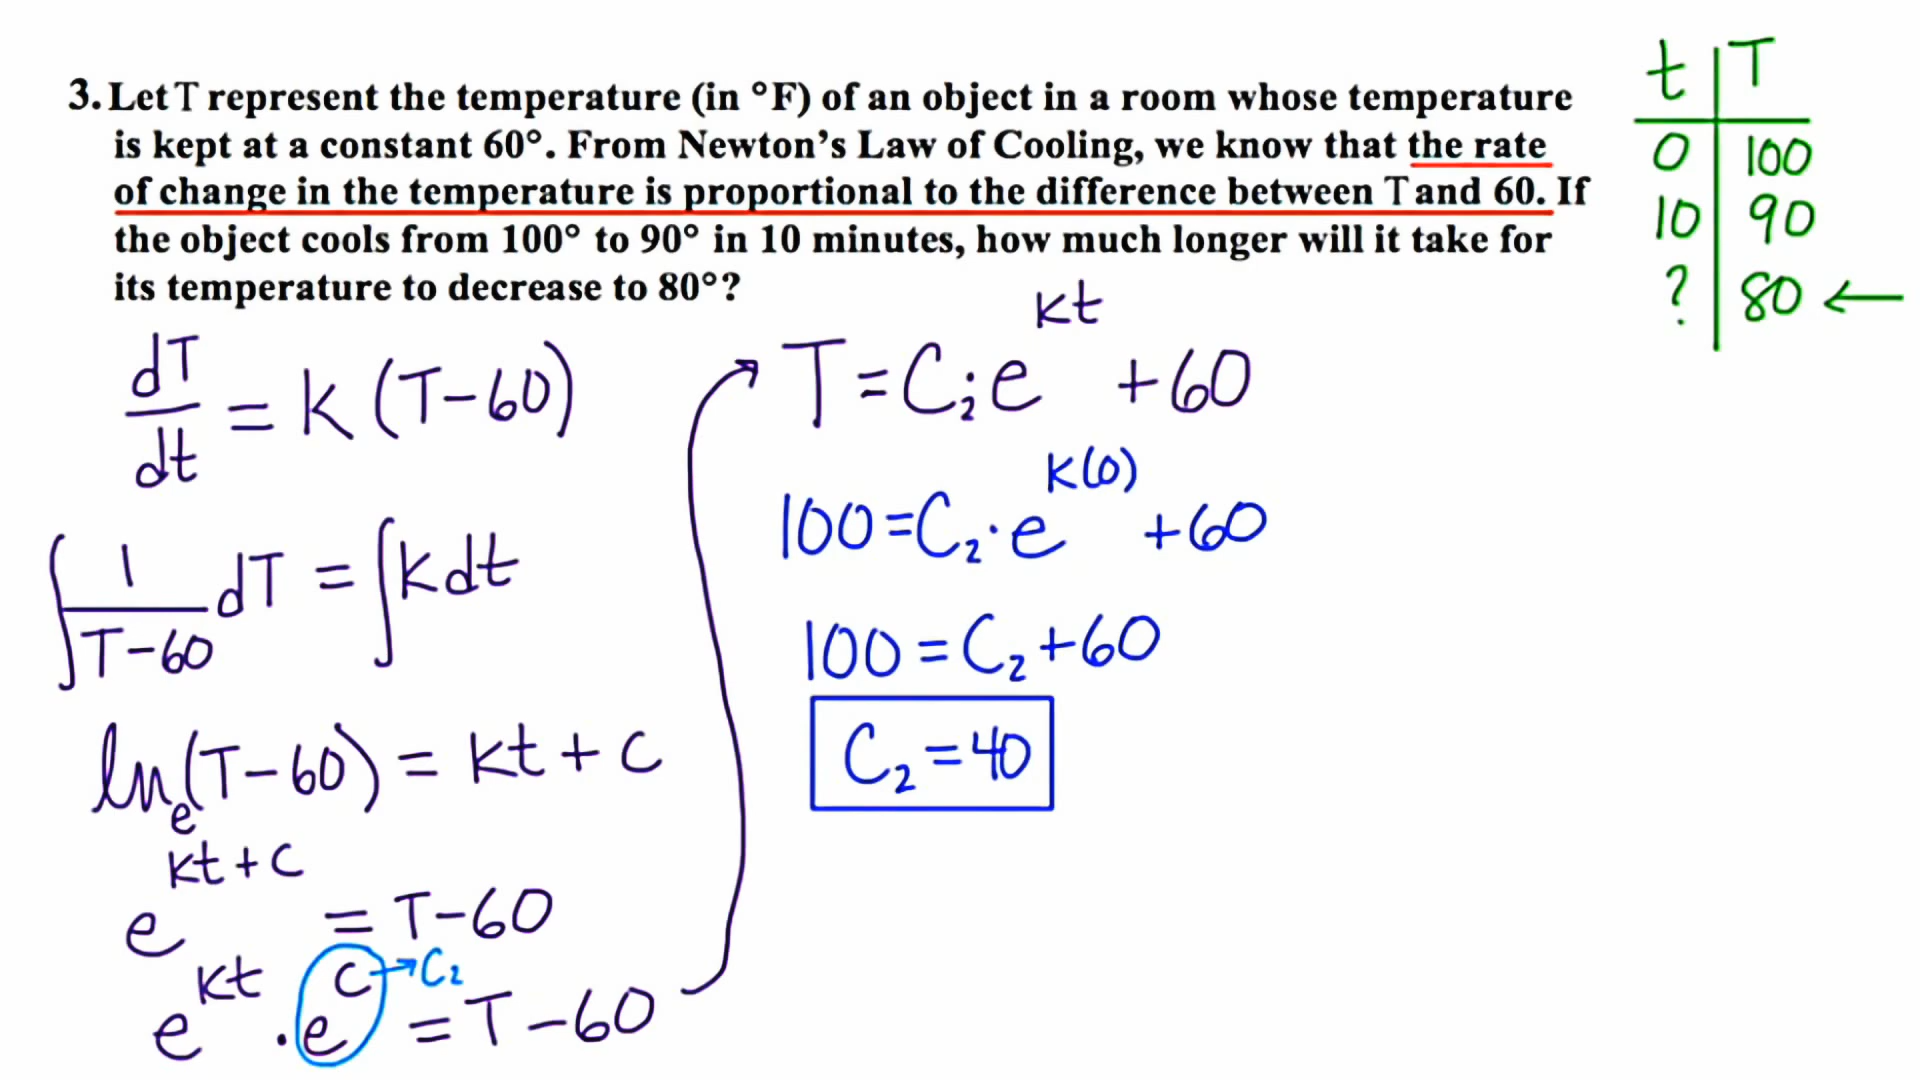 3. Let T represent the temperature (in °F) of an object in a room whose temperature
is kept at a constant 60°. From Newton's Law of Cooling, we know that the rate
of change in the temperature is proportional to the difference between T and 60. If
the object cools from 100° to 90° in 10 minutes, how much longer will it take for
its temperature to decrease to 80°?
t | T
0 | 100
10 | 90
? | 80 ←
dT/dt = k (T-60)
∫ 1/(T-60) dT = ∫ k dt
ln_e (T-60) = kt + c
e^(kt+c) = T-60
e^(kt) · e^c = T-60
→ C₂
T = C₂e^(kt) + 60
100 = C₂ · e^(k(0)) + 60
100 = C₂ + 60
C₂ = 40